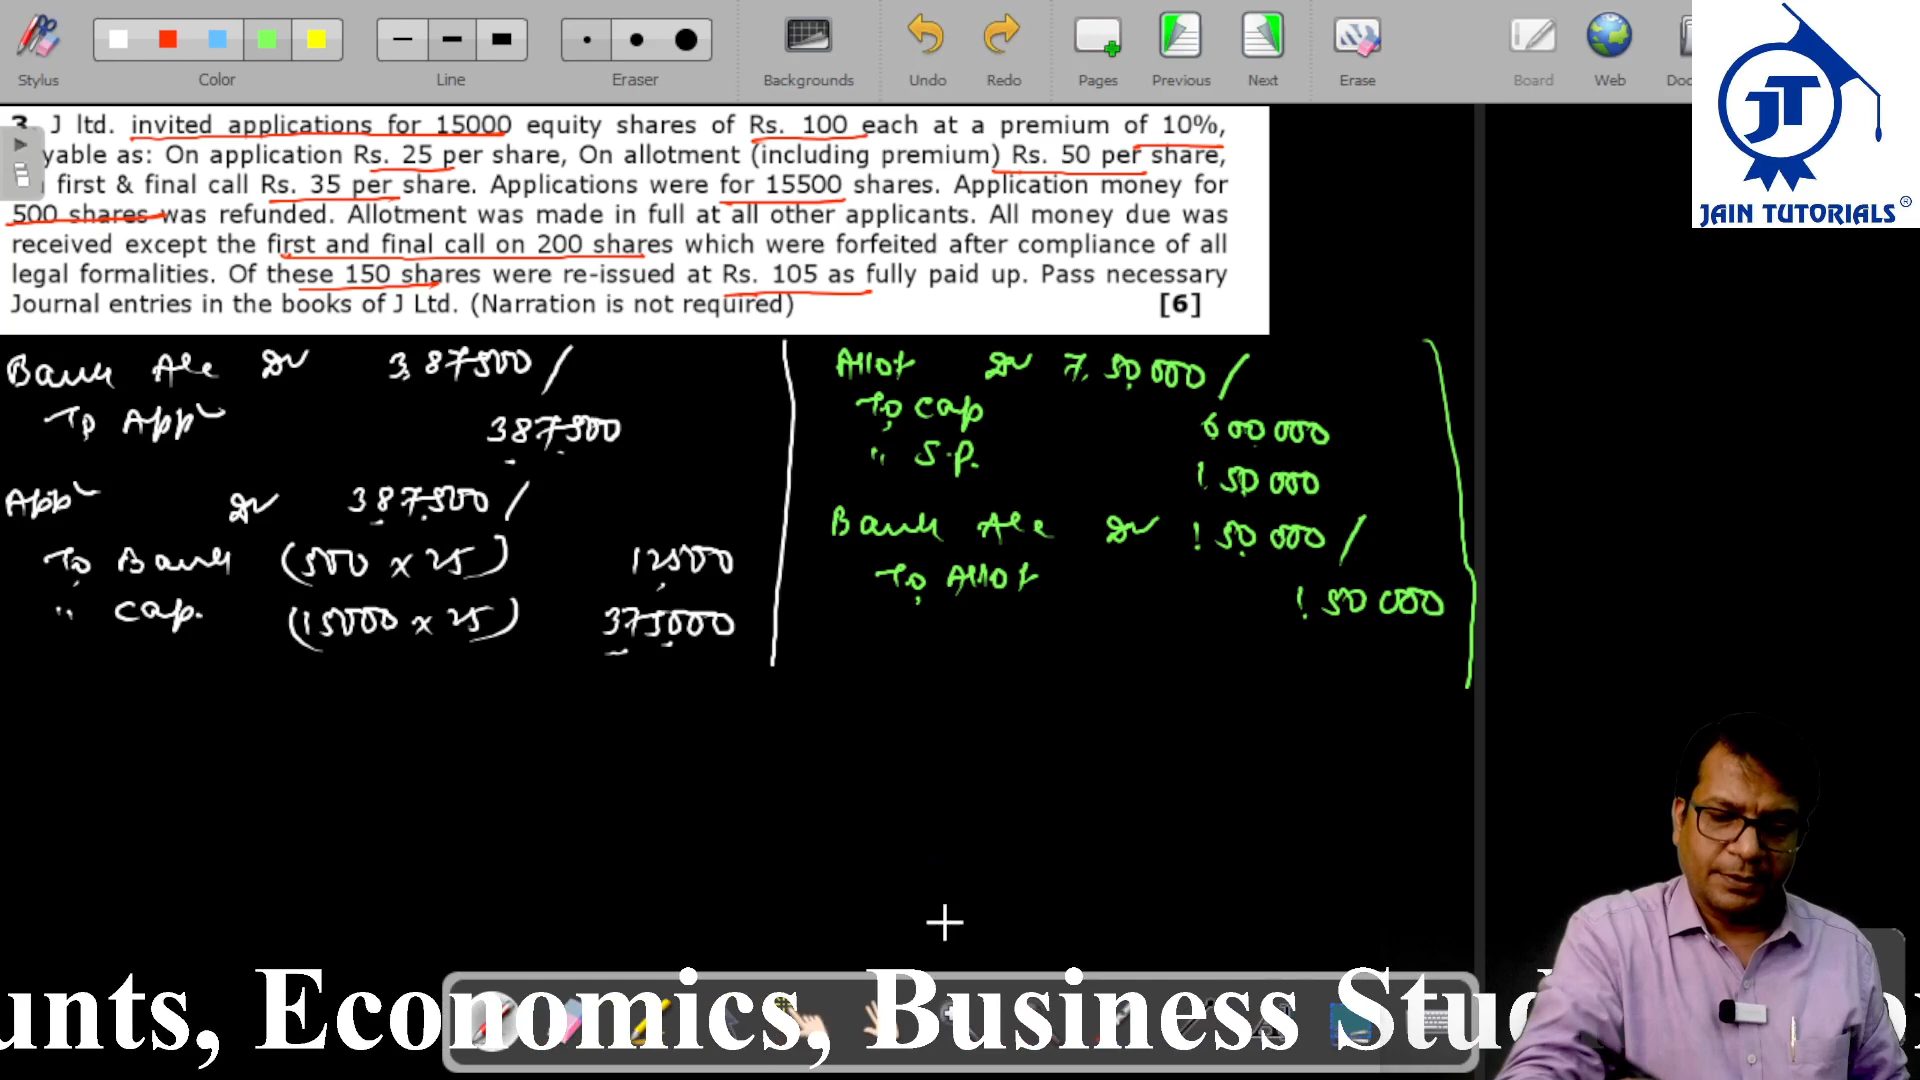 Stylus
Color
Line
Eraser
Backgrounds
Undo
Redo
Pages
Previous
Next
Erase
Board
Web
JT
JAIN TUTORIALS®
3. J ltd. invited applications for 15000 equity shares of Rs. 100 each at a premium of 10%,
yable as: On application Rs. 25 per share, On allotment (including premium) Rs. 50 per share,
first & final call Rs. 35 per share. Applications were for 15500 shares. Application money for
500 shares was refunded. Allotment was made in full at all other applicants. All money due was
received except the first and final call on 200 shares which were forfeited after compliance of all
legal formalities. Of these 150 shares were re-issued at Rs. 105 as fully paid up. Pass necessary
Journal entries in the books of J Ltd. (Narration is not required) [6]
Bank A/c Dr 387500/
To App
387500
App Dr 387500/
To Bank (500 x 25) 12500
" Cap. (15000 x 25) 375000
Allot Dr 7,50,000/
To Cap
600000
" S.P.
150000
Bank A/c Dr 150000/
To Allot
150000
unts, Economics, Business Stud